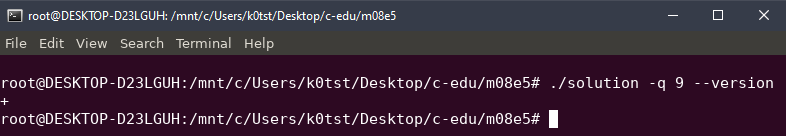 root@DESKTOP-D23LGUH: /mnt/c/Users/k0tst/Desktop/c-edu/m08e5
File Edit View Search Terminal Help
root@DESKTOP-D23LGUH:/mnt/c/Users/k0tst/Desktop/c-edu/m08e5# ./solution -q 9 --version
+
root@DESKTOP-D23LGUH:/mnt/c/Users/k0tst/Desktop/c-edu/m08e5#